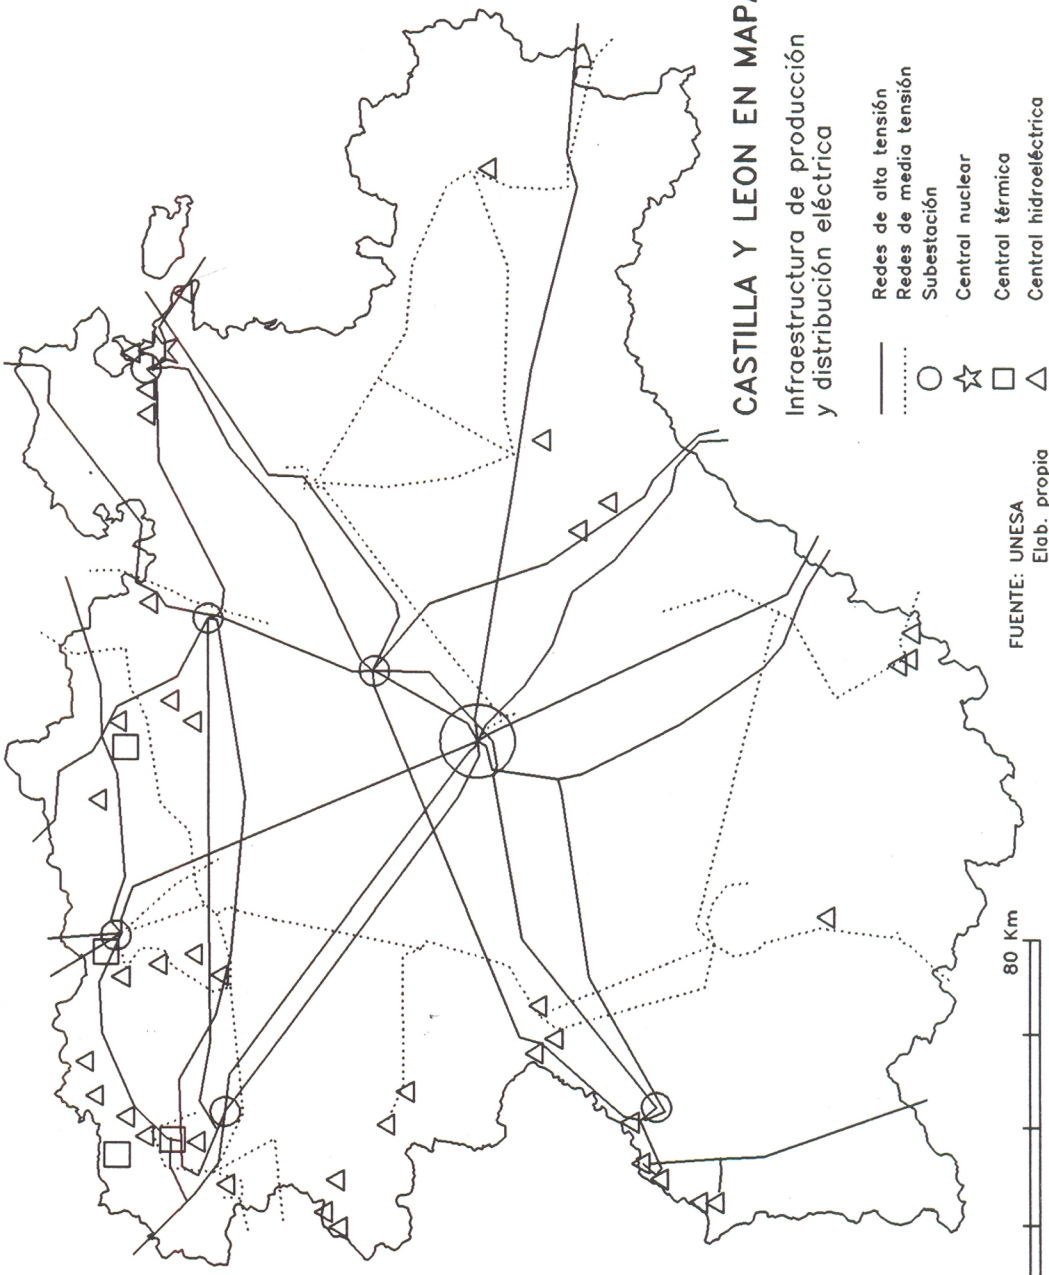 CASTILLA Y LEON EN MAPA
Infraestructura de producción
y distribución eléctrica
Redes de alta tensión
Redes de media tensión
Subestación
Central nuclear
Central térmica
Central hidroeléctrica
FUENTE: UNESA
Elab. propia
80 Km